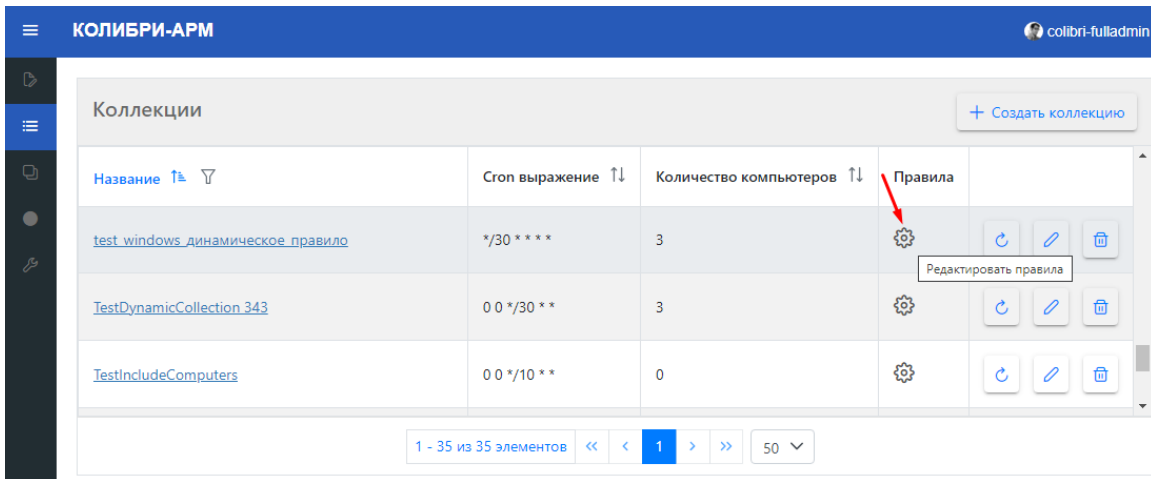 КОЛИБРИ-АРМ
colibri-fulladmin
Коллекции
+ Создать коллекцию
Название
Cron выражение
Количество компьютеров
Правила
test_windows_динамическое_правило
*/30 * * * *
3
Редактировать правила
TestDynamicCollection 343
0 0 */30 * *
3
TestIncludeComputers
0 0 */10 * *
0
1 - 35 из 35 элементов
1
50